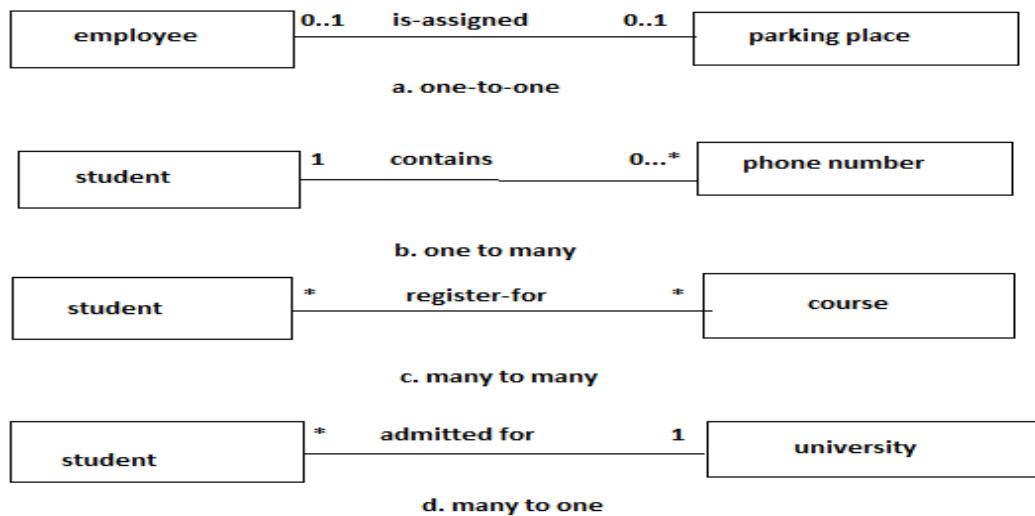 employee 0..1 is-assigned 0..1 parking place
a. one-to-one
student 1 contains 0...* phone number
b. one to many
student * register-for * course
c. many to many
student * admitted for 1 university
d. many to one